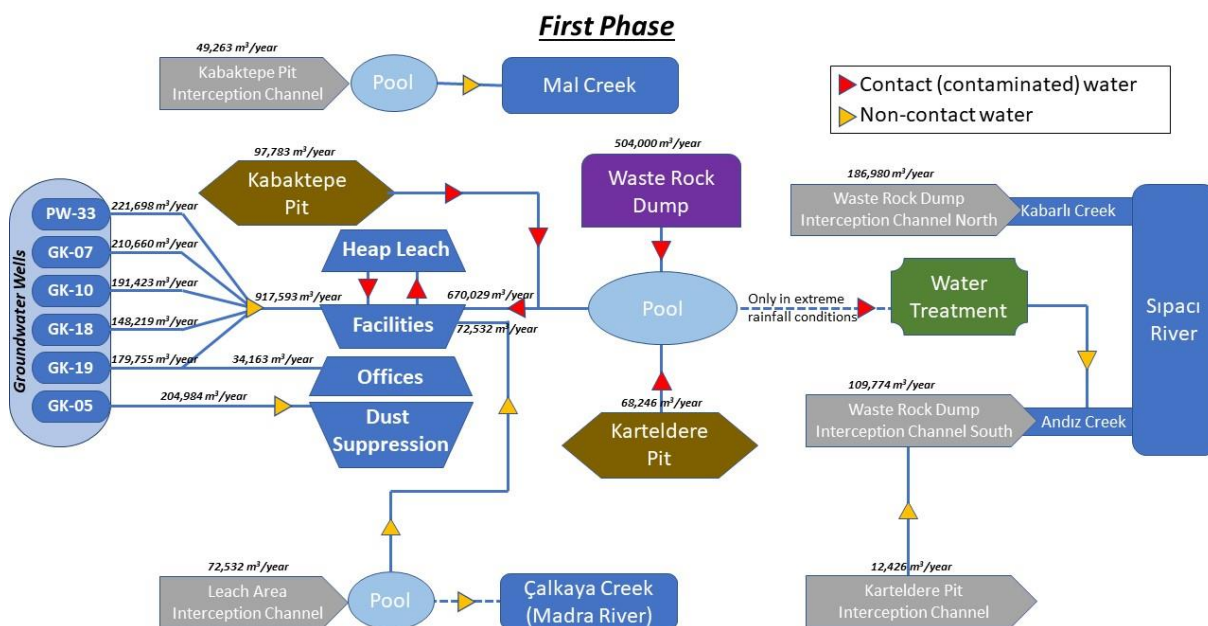 First Phase
49,263 m³/year
Kabaktepe Pit
Interception Channel
Pool
Mal Creek
Contact (contaminated) water
Non-contact water
97,783 m³/year
Kabaktepe
Pit
504,000 m³/year
Waste Rock
Dump
186,980 m³/year
Waste Rock Dump
Interception Channel North
Kabarlı Creek
Groundwater Wells
PW-33
221,698 m³/year
GK-07
210,660 m³/year
GK-10
191,423 m³/year
GK-18
148,219 m³/year
GK-19
179,755 m³/year
GK-05
204,984 m³/year
917,593 m³/year
34,163 m³/year
Heap Leach
Facilities
670,029 m³/year
72,532 m³/year
Offices
Dust
Suppression
Pool
Only in extreme
rainfall conditions
Water
Treatment
Sıpacı
River
68,246 m³/year
Karteldere
Pit
109,774 m³/year
Waste Rock Dump
Interception Channel South
Andız Creek
72,532 m³/year
Leach Area
Interception Channel
Pool
Çalkaya Creek
(Madra River)
12,426 m³/year
Karteldere Pit
Interception Channel